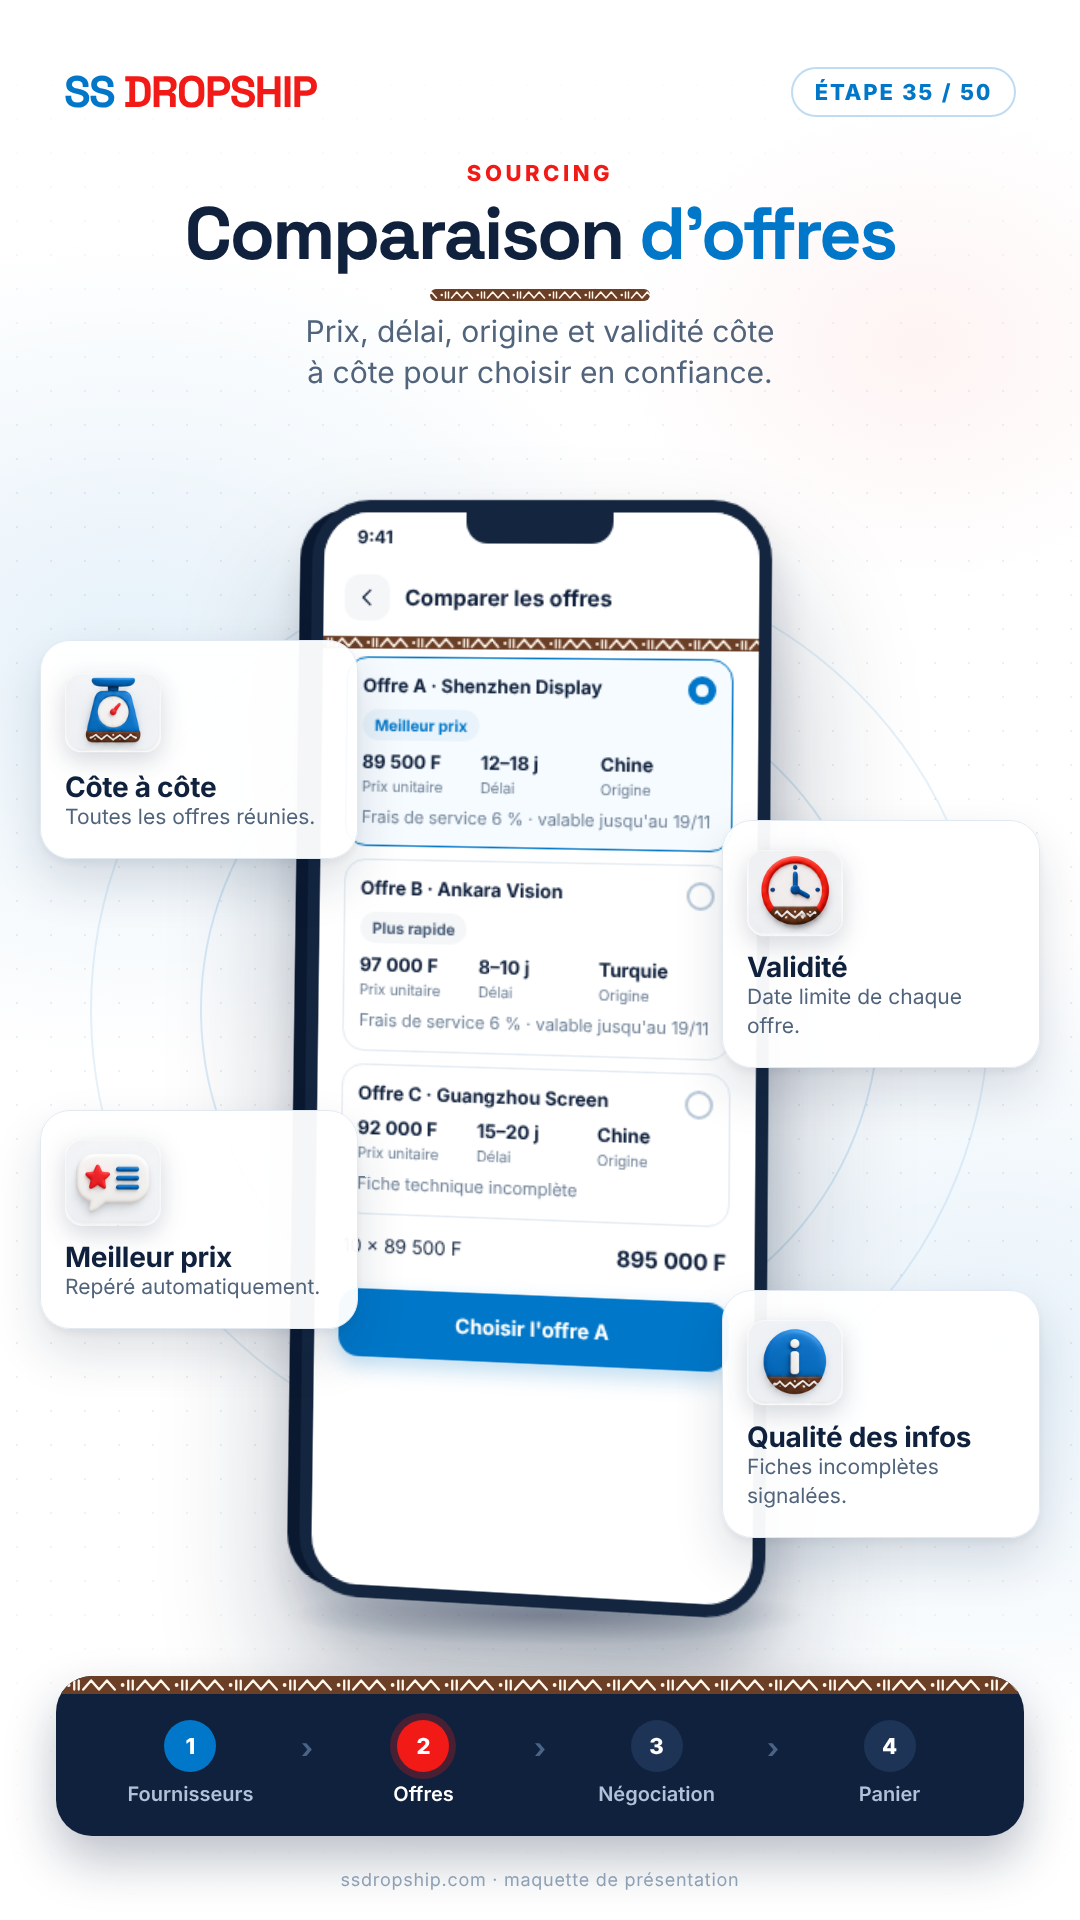 SS DROPSHIP
ÉTAPE 35 / 50
SOURCING
Comparaison d’offres
Prix, délai, origine et validité côte
à côte pour choisir en confiance.
9:41
Comparer les offres
Offre A · Shenzhen Display
Meilleur prix
89 500 F 12–18 j Chine
Prix unitaire Délai Origine
Frais de service 6 % · valable jusqu'au 19/11
Côte à côte
Toutes les offres réunies.
Offre B · Ankara Vision
Plus rapide
97 000 F 8–10 j Turquie
Prix unitaire Délai Origine
Frais de service 6 % · valable jusqu'au 19/11
Validité
Date limite de chaque
offre.
Offre C · Guangzhou Screen
92 000 F 15–20 j Chine
Prix unitaire Délai Origine
Fiche technique incomplète
Meilleur prix
Repéré automatiquement.
× 89 500 F 895 000 F
Choisir l'offre A
Qualité des infos
Fiches incomplètes
signalées.
1 › 2 › 3 › 4
Fournisseurs Offres Négociation Panier
ssdropship.com · maquette de présentation